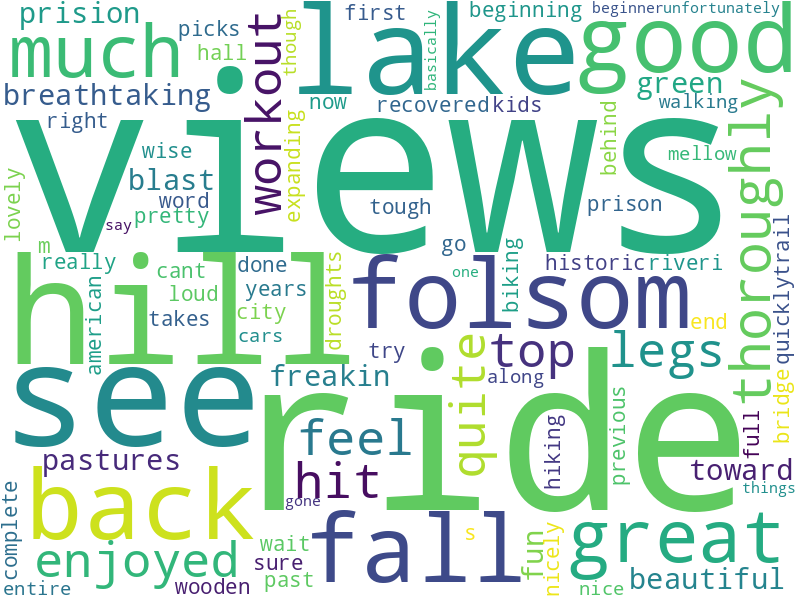 prision
picks
first
beginning
beginner
unfortunately
much
hall
though
lake
basically
good
breathtaking
workout
now
recovered
kids
green
walking
right
views
expanding
behind
thoroughly
wise
mellow
lovely
blast
word
pretty
tough
prison
say
m
really
cant
done
hill
go
folsom
historic
riveri
biking
one
loud
years
droughts
american
takes
city
cars
end
quicklytrail
try
quite
top
legs
see
freakin
along
ride
feel
bridge
previous
pastures
hit
hiking
full
toward
back
gone
things
complete
fall
s
great
enjoyed
wait
fun
nicely
sure
past
beautiful
entire
wooden
nice